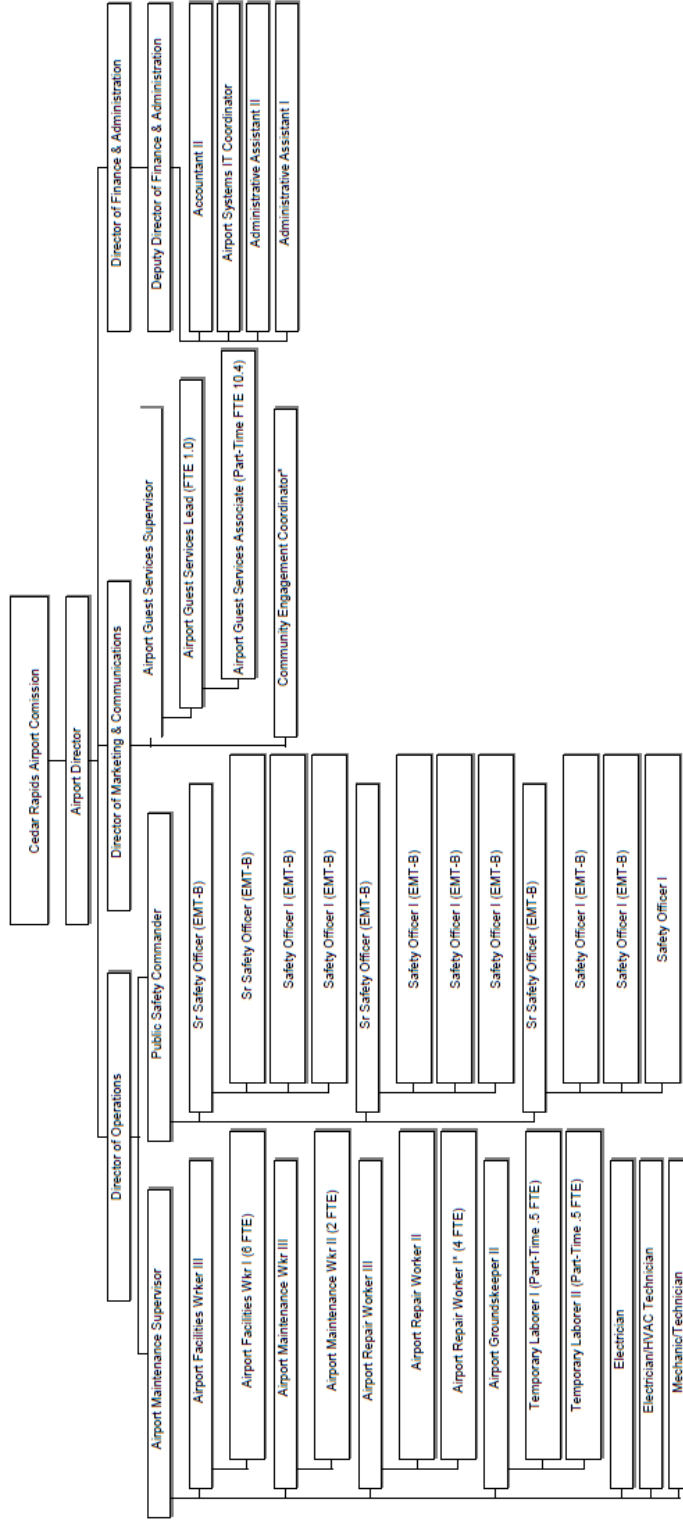 Cedar Rapids Airport Comission
Airport Director
Director of Operations
Director of Marketing & Communications
Director of Finance & Administration
Airport Maintenance Supervisor
Airport Facilities Wrker III
Airport Facilities Wkr I (6 FTE)
Airport Maintenance Wkr III
Airport Maintenance Wkr II (2 FTE)
Airport Repair Worker III
Airport Repair Worker II
Airport Repair Worker I* (4 FTE)
Airport Groundskeeper II
Temporary Laborer I (Part-Time .5 FTE)
Temporary Laborer II (Part-Time .5 FTE)
Electrician
Electrician/HVAC Technician
Mechanic/Technician
Public Safety Commander
Sr Safety Officer (EMT-B)
Sr Safety Officer (EMT-B)
Safety Officer I (EMT-B)
Safety Officer I (EMT-B)
Sr Safety Officer (EMT-B)
Safety Officer I (EMT-B)
Safety Officer I (EMT-B)
Safety Officer I (EMT-B)
Sr Safety Officer (EMT-B)
Safety Officer I (EMT-B)
Safety Officer I (EMT-B)
Safety Officer I
Airport Guest Services Supervisor
Airport Guest Services Lead (FTE 1.0)
Airport Guest Services Associate (Part-Time FTE 10.4)
Community Engagement Coordinator*
Deputy Director of Finance & Administration
Accountant II
Airport Systems IT Coordinator
Administrative Assistant II
Administrative Assistant I